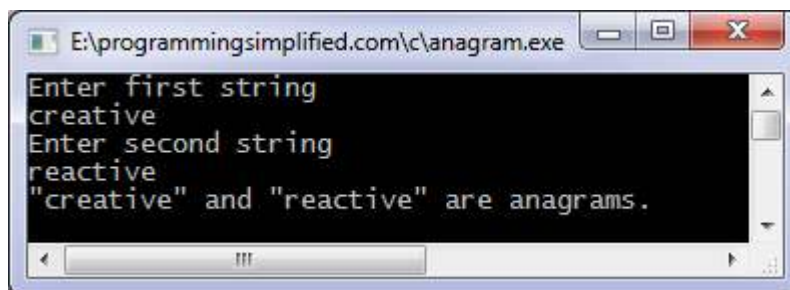 E:\programmingsimplified.com\c\anagram.exe
Enter first string
creative
Enter second string
reactive
"creative" and "reactive" are anagrams.